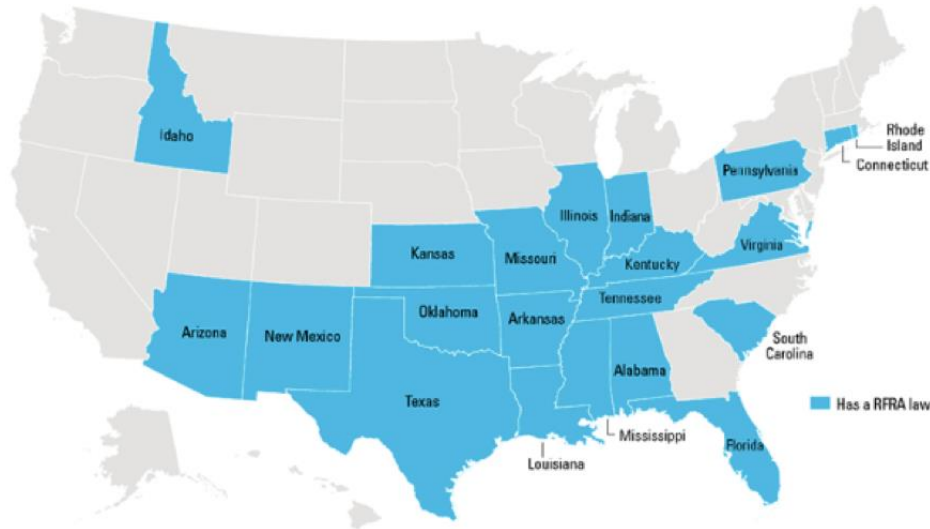 Idaho
Rhode
Island
Connecticut
Pennsylvania
Illinois
Indiana
Virginia
Kansas
Missouri
Kentucky
Tennessee
Oklahoma
Arkansas
Arizona
New Mexico
South
Carolina
Alabama
Texas
Has a RFRA law
Mississippi
Florida
Louisiana